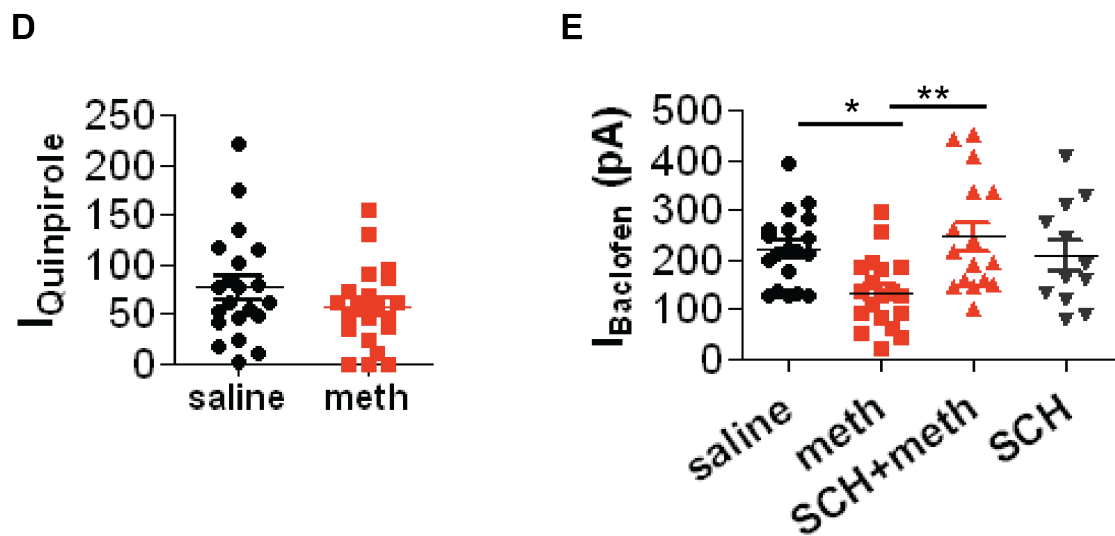 D
E
250
200
150
100
50
0
IQuinpirole
saline
meth
* **
500
400
300
200
100
0
IBaclofen (pA)
saline
meth
SCH+meth
SCH